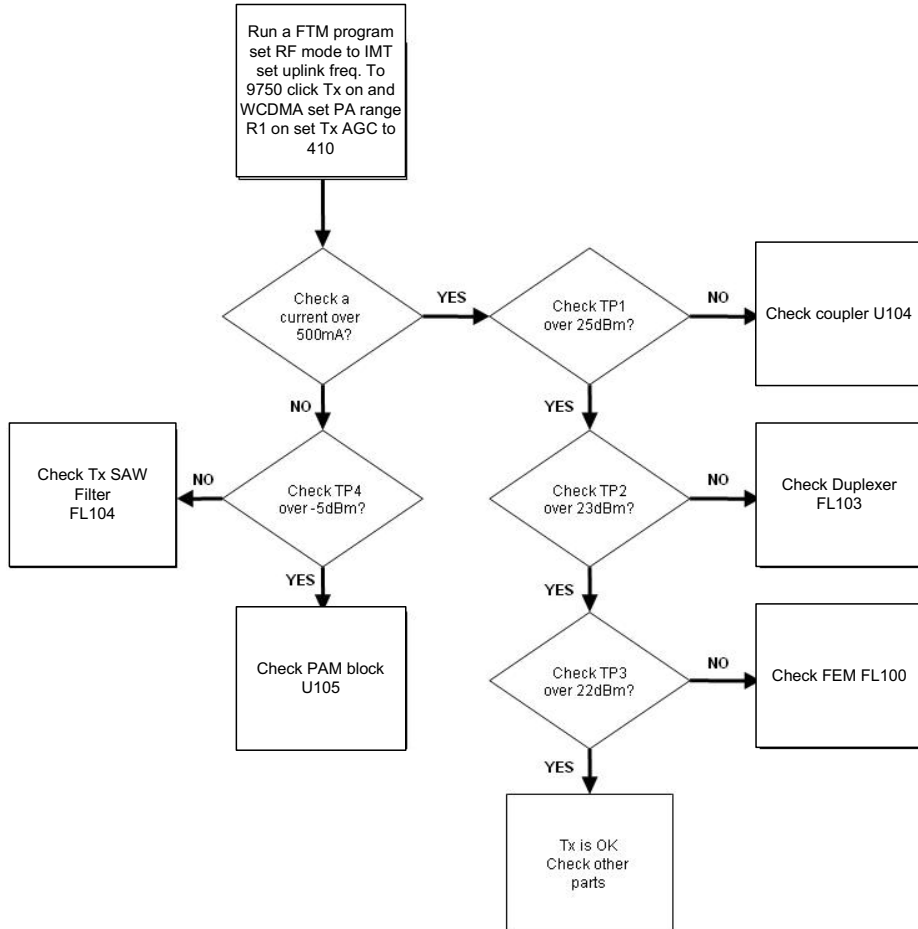 Run a FTM program
set RF mode to IMT
set uplink freq. To
9750 click Tx on and
WCDMA set PA range
R1 on set Tx AGC to
410
Check a
current over
500mA?
YES
Check TP1
over 25dBm?
NO
Check coupler U104
NO
YES
Check Tx SAW
Filter
FL104
NO
Check TP4
over -5dBm?
Check TP2
over 23dBm?
NO
Check Duplexer
FL103
YES
YES
Check PAM block
U105
Check TP3
over 22dBm?
NO
Check FEM FL100
YES
Tx is OK
Check other
parts